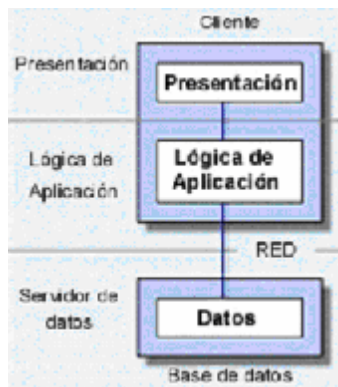 Cliente
Presentación
Presentación
Lógica de
Aplicación
Lógica de
Aplicación
RED
Servidor de
datos
Datos
Base de datos